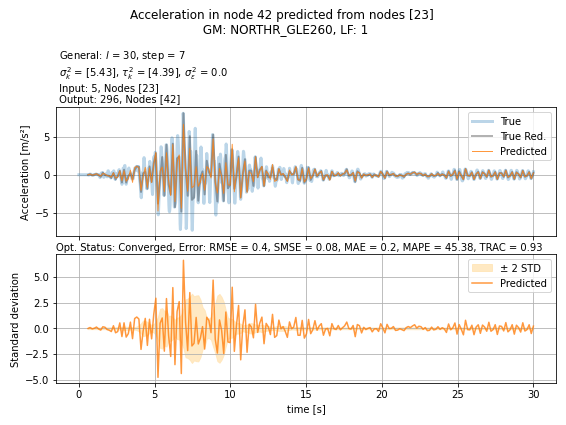 Acceleration in node 42 predicted from nodes [23]
GM: NORTHR_GLE260, LF: 1
General: l = 30, step = 7
σ²ₖ = [5.43], τ²ₖ = [4.39], σ²ₑ = 0.0
Input: 5, Nodes [23]
Output: 296, Nodes [42]
Acceleration [m/s²]
5
0
−5
True
True Red.
Predicted
Opt. Status: Converged, Error: RMSE = 0.4, SMSE = 0.08, MAE = 0.2, MAPE = 45.38, TRAC = 0.93
Standard deviation
5.0
2.5
0.0
−2.5
−5.0
± 2 STD
Predicted
0 5 10 15 20 25 30
time [s]